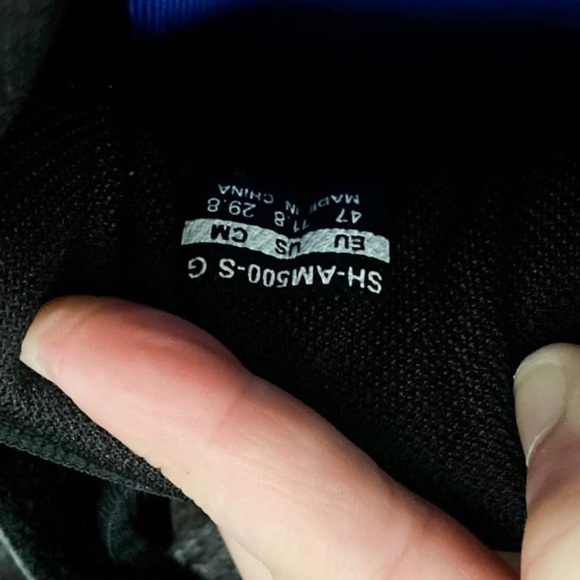 SH-AM500-S G
EU US CM
47 11.8 29.8
MADE IN CHINA